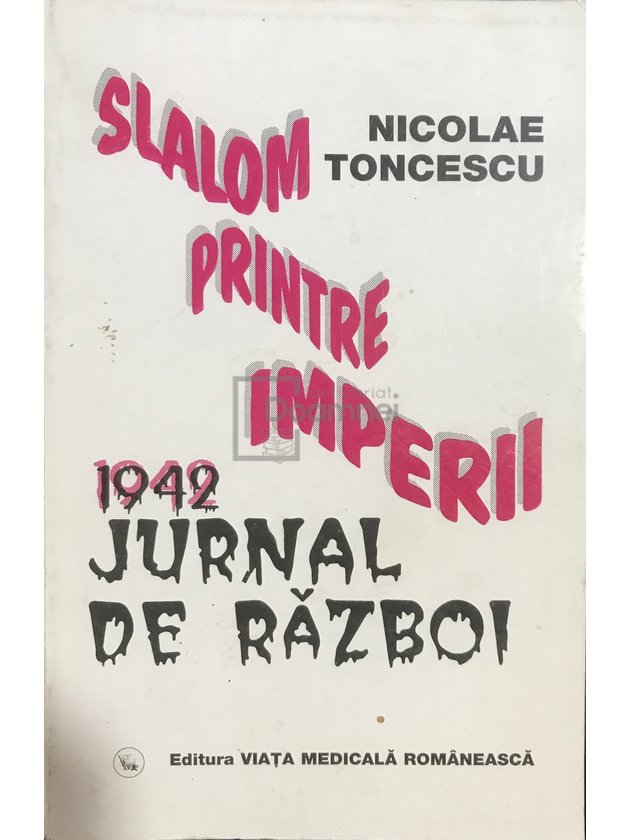 SLALOM
NICOLAE
TONCESCU
PRINTRE
IMPERII
1942
JURNAL
DE RĂZBOI
Editura VIAȚA MEDICALĂ ROMÂNEASCĂ